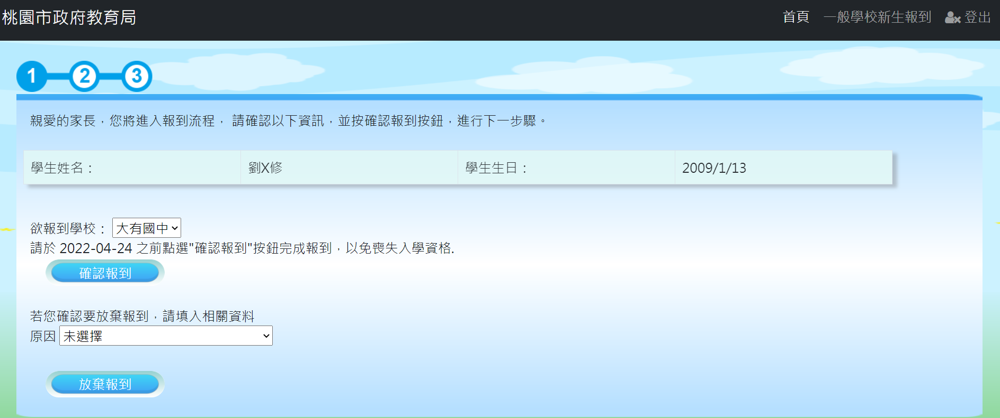 桃園市政府教育局
首頁 一般學校新生報到 登出
1 2 3
親愛的家長，您將進入報到流程， 請確認以下資訊，並按確認報到按鈕，進行下一步驟。
學生姓名： 劉X修 學生生日： 2009/1/13
欲報到學校： 大有國中
請於 2022-04-24 之前點選"確認報到"按鈕完成報到，以免喪失入學資格.
確認報到
若您確認要放棄報到，請填入相關資料
原因 未選擇
放棄報到